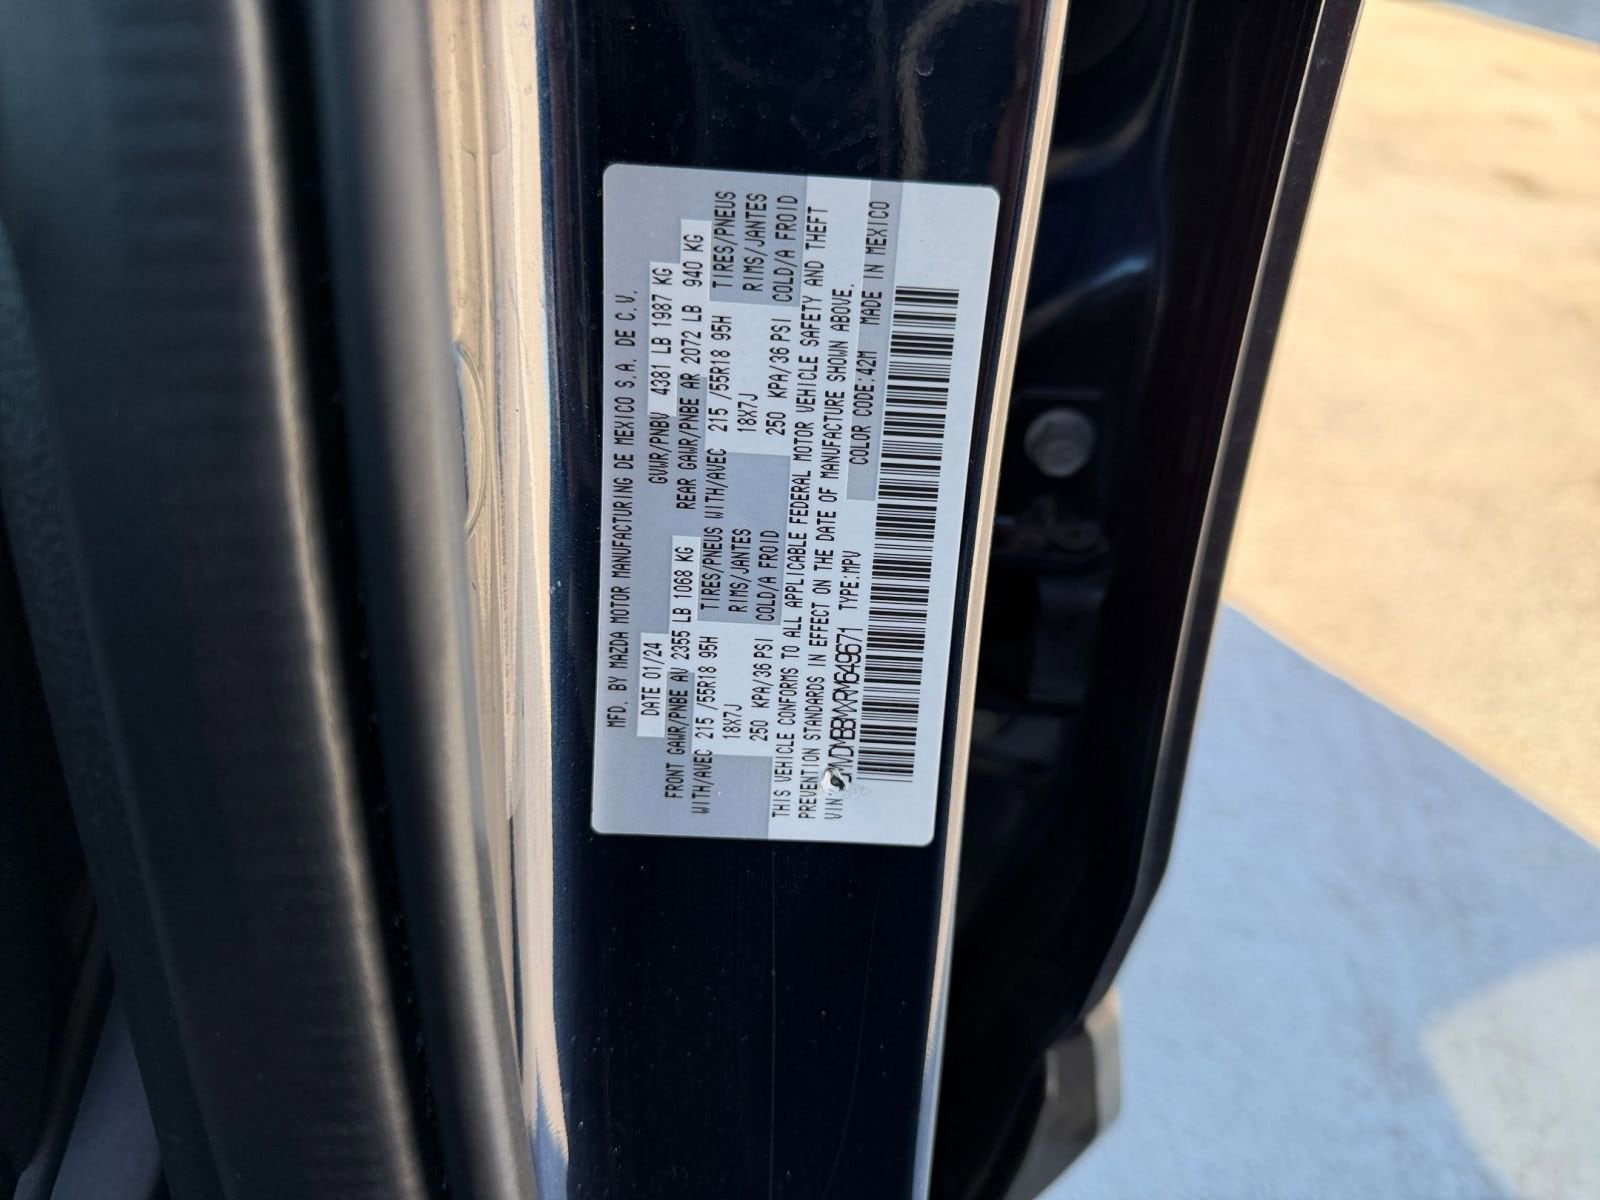 MFD. BY MAZDA MOTOR MANUFACTURING DE MEXICO S.A. DE C.V.
DATE 01/24 GVWR/PNBV 4381 LB 1987 KG
FRONT GAWR/PNBE AV 2355 LB 1068 KG REAR GAWR/PNBE AR 2072 LB 940 KG
WITH/AVEC 215 /55R18 95H TIRES/PNEUS WITH/AVEC 215 /55R18 95H TIRES/PNEUS
18X7J RIMS/JANTES 18X7J RIMS/JANTES
250 KPA/36 PSI COLD/A FROID 250 KPA/36 PSI COLD/A FROID
THIS VEHICLE CONFORMS TO ALL APPLICABLE FEDERAL MOTOR VEHICLE SAFETY AND THEFT
PREVENTION STANDARDS IN EFFECT ON THE DATE OF MANUFACTURE SHOWN ABOVE.
VIN: TYPE:MPV COLOR CODE:42M MADE IN MEXICO